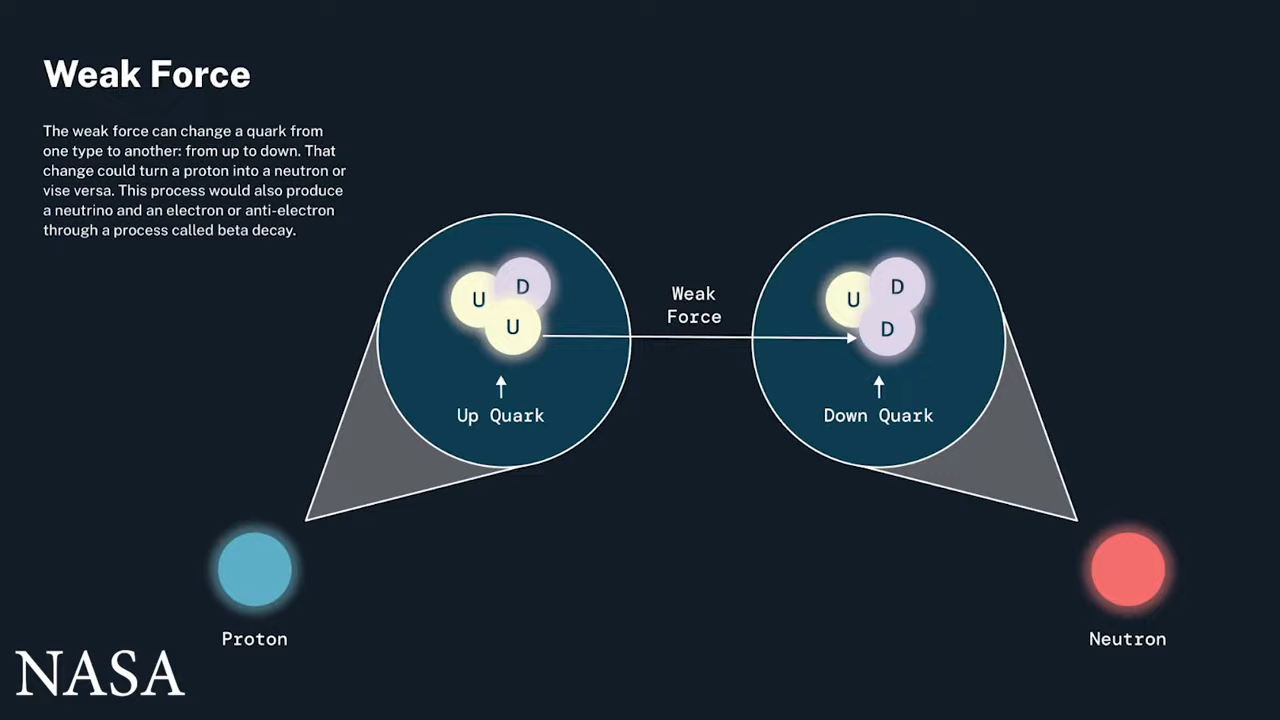 Weak Force
The weak force can change a quark from
one type to another: from up to down. That
change could turn a proton into a neutron or
vise versa. This process would also produce
a neutrino and an electron or anti-electron
through a process called beta decay.
U
D
U
Up Quark
Weak
Force
U
D
D
Down Quark
Proton
Neutron
NASA